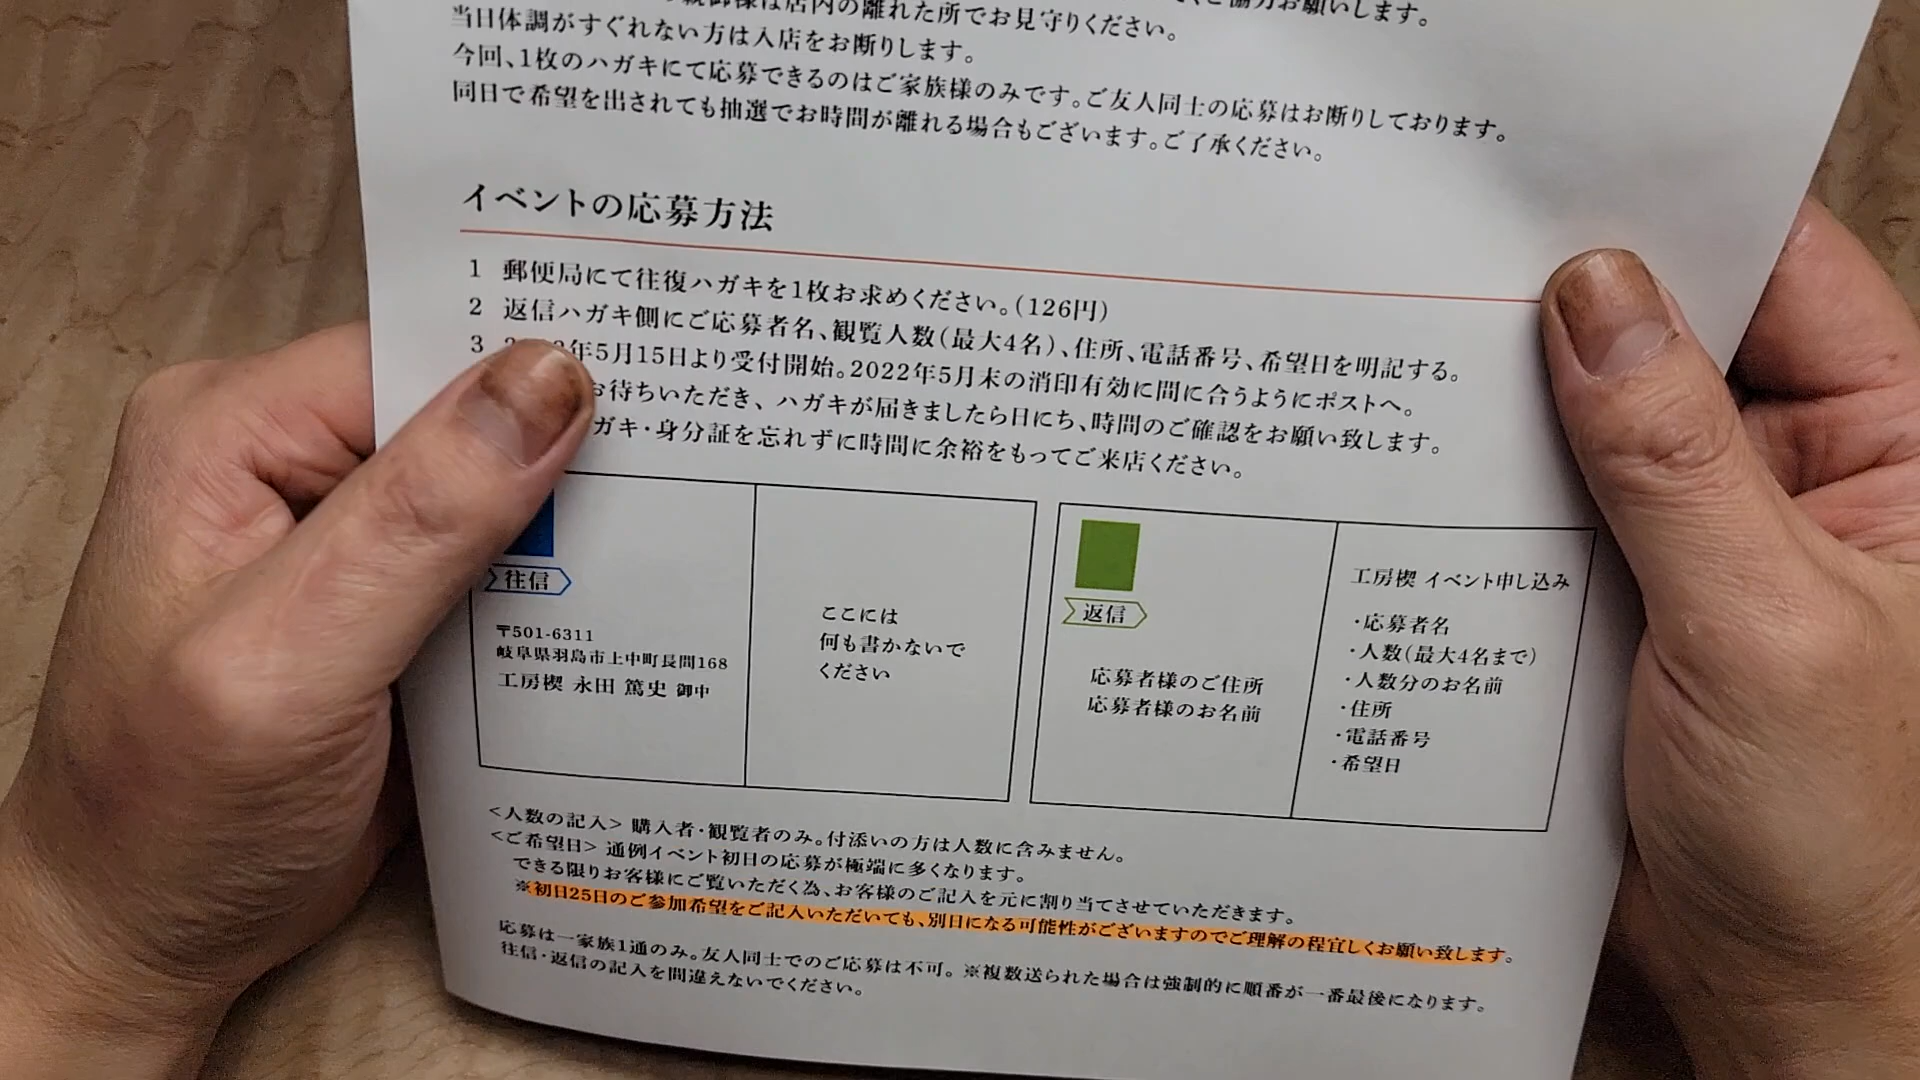 親御様は店内の離れた所でお見守りください。
ご協力お願いします。
当日体調がすぐれない方は入店をお断りします。
今回、1枚のハガキにて応募できるのはご家族様のみです。ご友人同士の応募はお断りしております。
同日で希望を出されても抽選でお時間が離れる場合もございます。ご了承ください。
イベントの応募方法
1 郵便局にて往復ハガキを1枚お求めください。(126円)
2 返信ハガキ側にご応募者名、観覧人数(最大4名)、住所、電話番号、希望日を明記する。
3 年5月15日より受付開始。2022年5月末の消印有効に間に合うようにポストへ。
お待ちいただき、ハガキが届きましたら日にち、時間のご確認をお願い致します。
ガキ・身分証を忘れずに時間に余裕をもってご来店ください。
往信
〒501-6311
岐阜県羽島市上中町長間168
工房楔 永田 篤史 御中
ここには
何も書かないで
ください
返信
応募者様のご住所
応募者様のお名前
工房楔 イベント申し込み
・応募者名
・人数(最大4名まで)
・人数分のお名前
・住所
・電話番号
・希望日
<人数の記入> 購入者・観覧者のみ。付添いの方は人数に含みません。
<ご希望日> 通例イベント初日の応募が極端に多くなります。
できる限りお客様にご覧いただく為、お客様のご記入を元に割り当てさせていただきます。
※初日25日のご参加希望をご記入いただいても、別日になる可能性がございますのでご理解の程宜しくお願い致します。
応募は一家族1通のみ。友人同士でのご応募は不可。※複数送られた場合は強制的に順番が一番最後になります。
往信・返信の記入を間違えないでください。